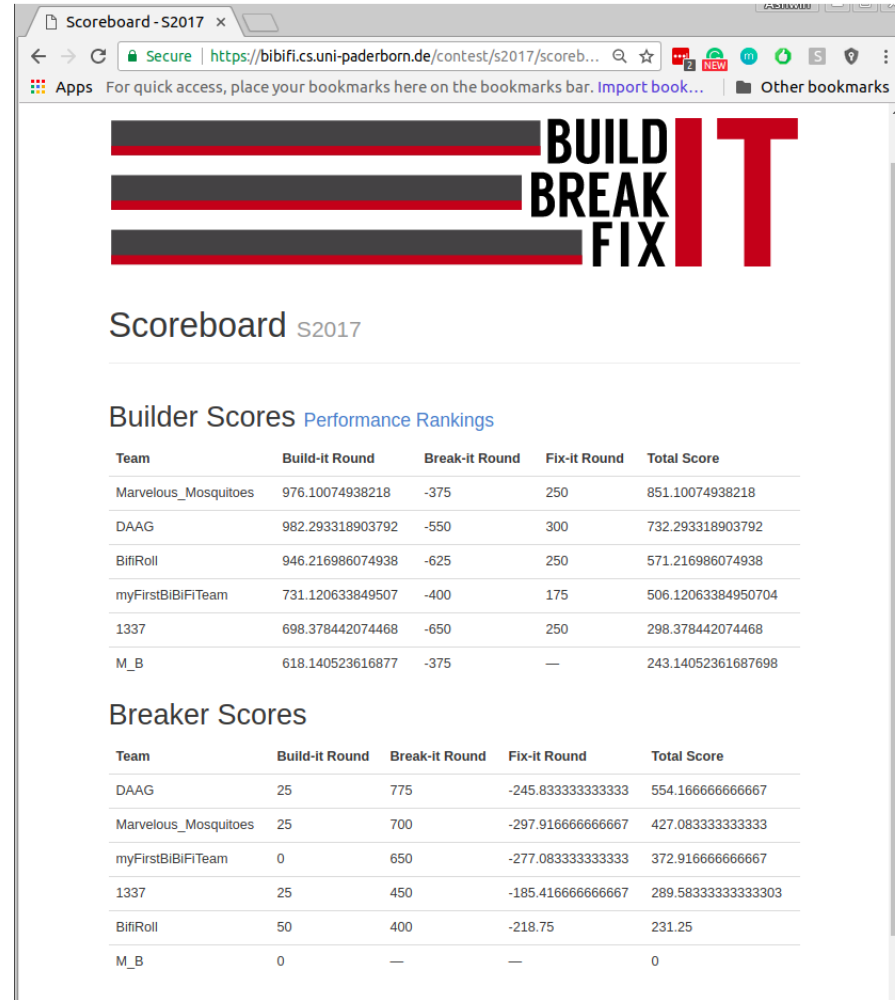 Scoreboard - S2017 ×
Secure | https://bibifi.cs.uni-paderborn.de/contest/s2017/scoreb...
2 NEW m S
Apps For quick access, place your bookmarks here on the bookmarks bar. Import book... Other bookmarks
BUILD
BREAK
FIX
IT
Scoreboard S2017
Builder Scores Performance Rankings
Team Build-it Round Break-it Round Fix-it Round Total Score
Marvelous_Mosquitoes 976.10074938218 -375 250 851.10074938218
DAAG 982.293318903792 -550 300 732.293318903792
BifiRoll 946.216986074938 -625 250 571.216986074938
myFirstBiBiFiTeam 731.120633849507 -400 175 506.12063384950704
1337 698.378442074468 -650 250 298.378442074468
M_B 618.140523616877 -375 — 243.14052361687698
Breaker Scores
Team Build-it Round Break-it Round Fix-it Round Total Score
DAAG 25 775 -245.833333333333 554.166666666667
Marvelous_Mosquitoes 25 700 -297.916666666667 427.083333333333
myFirstBiBiFiTeam 0 650 -277.083333333333 372.916666666667
1337 25 450 -185.416666666667 289.58333333333303
BifiRoll 50 400 -218.75 231.25
M_B 0 — — 0